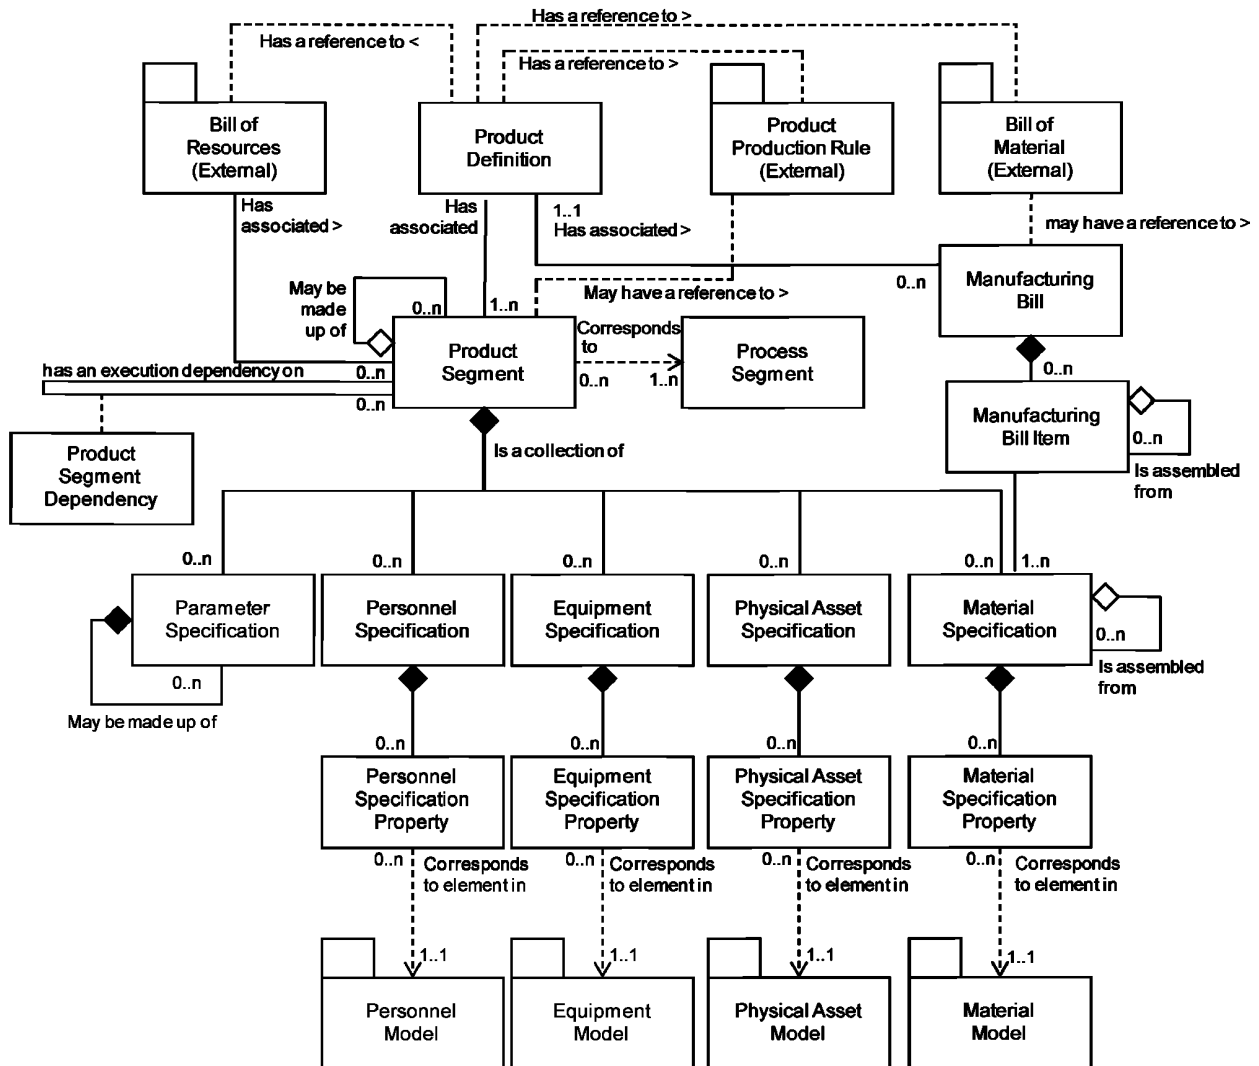 Has a reference to >
Has a reference to <
Has a reference to >
Bill of
Resources
(External)
Product
Definition
Product
Production Rule
(External)
Bill of
Material
(External)
Has
associated >
Has
associated
1..1
Has associated >
may have a reference to >
0..n
Manufacturing
Bill
May be
made
up of
0..n
1..n
May have a reference to >
Product
Segment
Corresponds
to
0..n
1..n
Process
Segment
has an execution dependency on
0..n
0..n
0..n
Manufacturing
Bill Item
0..n
Is assembled
from
Product
Segment
Dependency
Is a collection of
0..n
0..n
0..n
0..n
0..n
1..n
Parameter
Specification
Personnel
Specification
Equipment
Specification
Physical Asset
Specification
Material
Specification
0..n
May be made up of
0..n
Is assembled
from
0..n
0..n
0..n
0..n
Personnel
Specification
Property
Equipment
Specification
Property
Physical Asset
Specification
Property
Material
Specification
Property
0..n
Corresponds
to element in
0..n
Corresponds
to element in
0..n
Corresponds
to element in
0..n
Corresponds
to element in
1..1
1..1
1..1
1..1
Personnel
Model
Equipment
Model
Physical Asset
Model
Material
Model